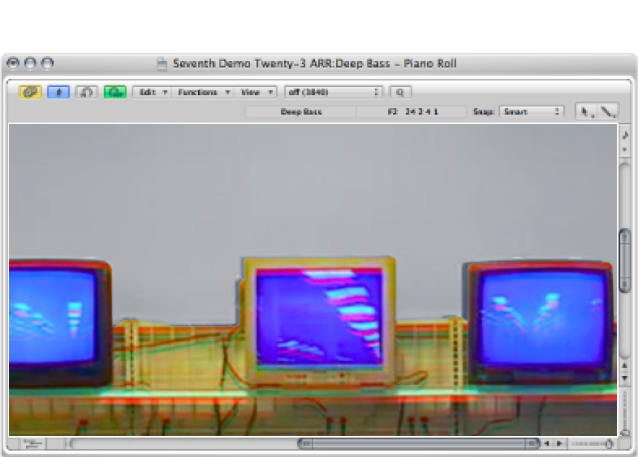 Seventh Demo Twenty-3 ARR:Deep Bass – Piano Roll
Edit Functions View off (3840) Q
Deep Bass F2 24 2 4 1 Snap: Smart